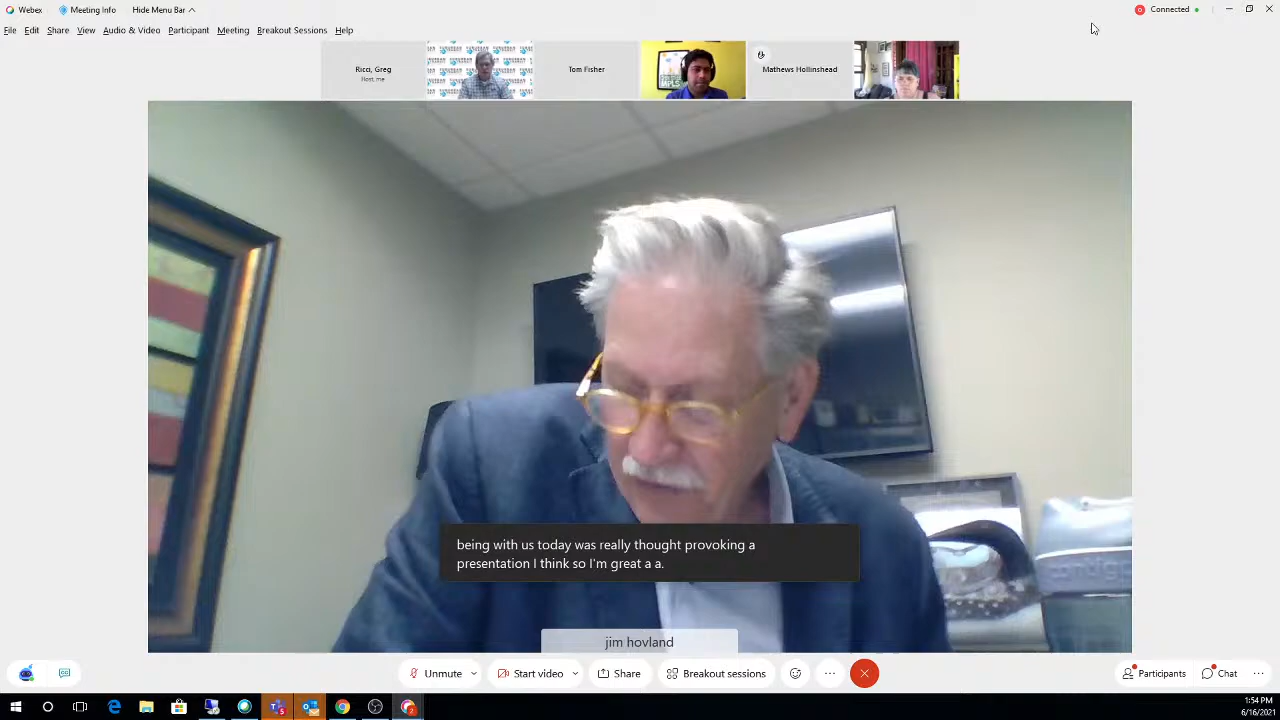 Webex
Meeting Info
Hide Menu Bar
Connected
File Edit Share View Audio & Video Participant Meeting Breakout Sessions Help
Ricci, Greg
Host, me
Tom Fisher
Matthew Hollinshead
being with us today was really thought provoking a
presentation I think so I'm great a a.
jim hovland
Unmute
Start video
Share
Breakout sessions
Participants
Chat
1:54 PM
6/16/2021